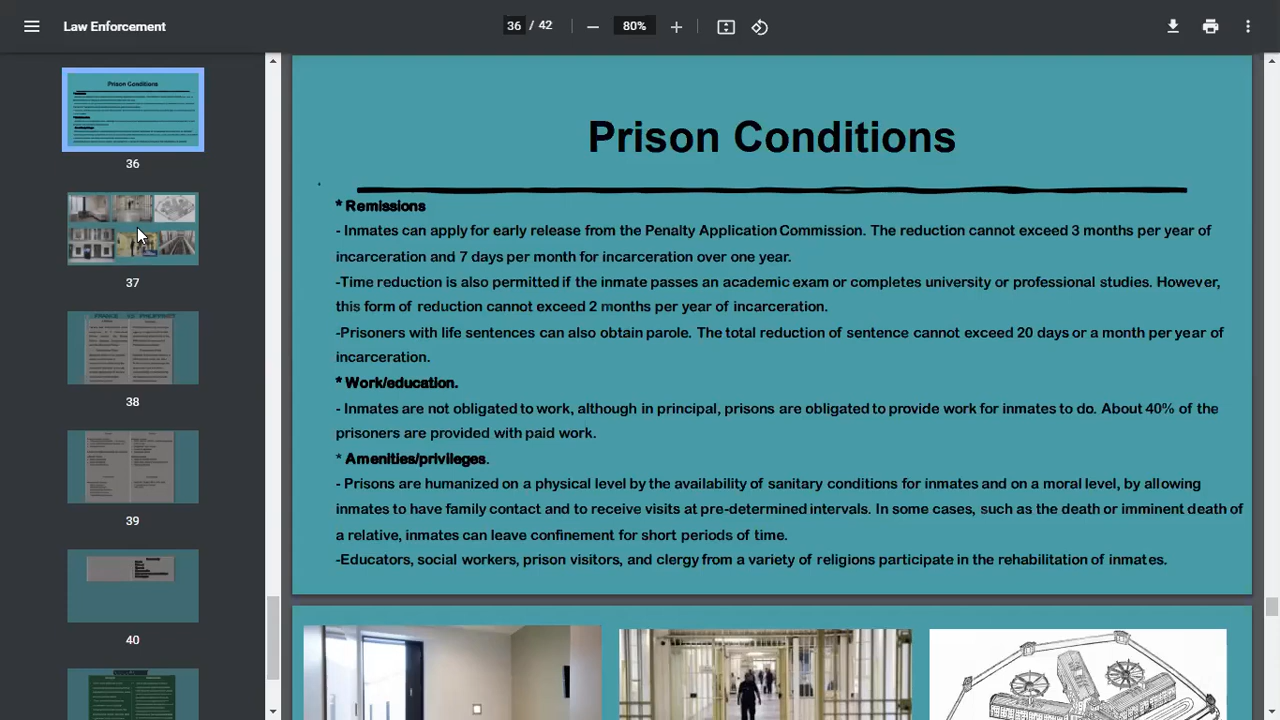 Law Enforcement
36 / 42
80%
Prison Conditions
36
37
FRANCE VS PHILIPPINES
38
39
40
Prison Conditions
* Remissions
- Inmates can apply for early release from the Penalty Application Commission. The reduction cannot exceed 3 months per year of
incarceration and 7 days per month for incarceration over one year.
-Time reduction is also permitted if the inmate passes an academic exam or completes university or professional studies. However,
this form of reduction cannot exceed 2 months per year of incarceration.
-Prisoners with life sentences can also obtain parole. The total reduction of sentence cannot exceed 20 days or a month per year of
incarceration.
* Work/education.
- Inmates are not obligated to work, although in principal, prisons are obligated to provide work for inmates to do. About 40% of the
prisoners are provided with paid work.
* Amenities/privileges.
- Prisons are humanized on a physical level by the availability of sanitary conditions for inmates and on a moral level, by allowing
inmates to have family contact and to receive visits at pre-determined intervals. In some cases, such as the death or imminent death of
a relative, inmates can leave confinement for short periods of time.
-Educators, social workers, prison visitors, and clergy from a variety of religions participate in the rehabilitation of inmates.